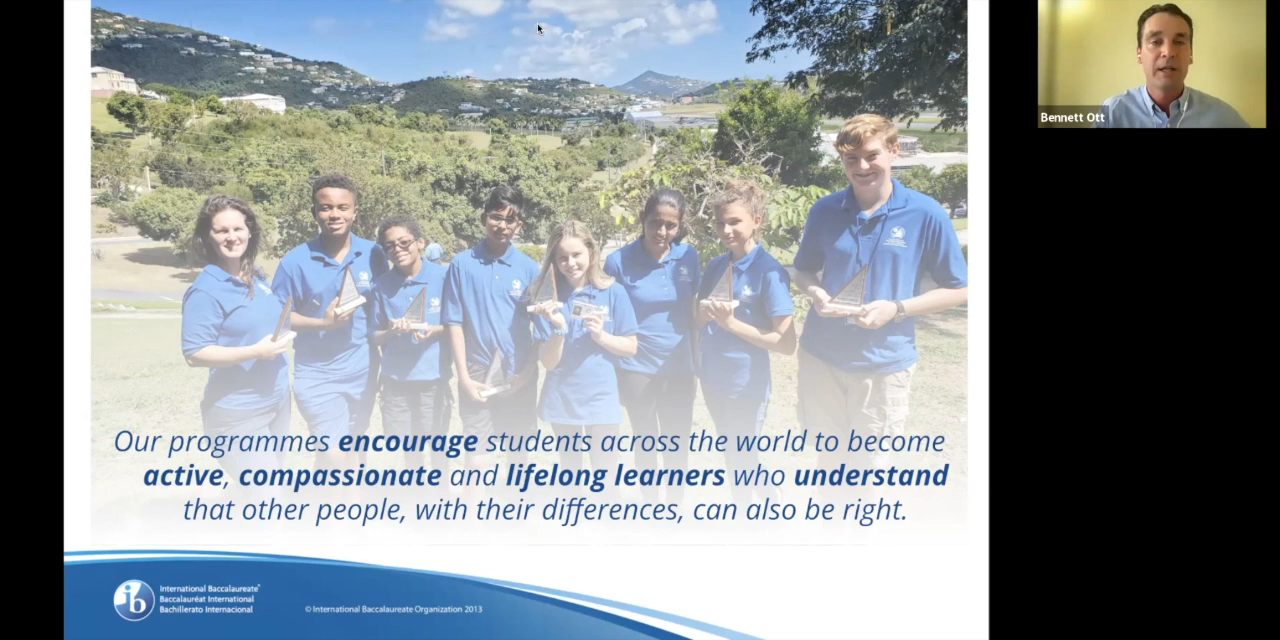 Bennett Ott
Our programmes encourage students across the world to become
active, compassionate and lifelong learners who understand
that other people, with their differences, can also be right.
ib
International Baccalaureate®
Baccalauréat International
Bachillerato Internacional
© International Baccalaureate Organization 2013